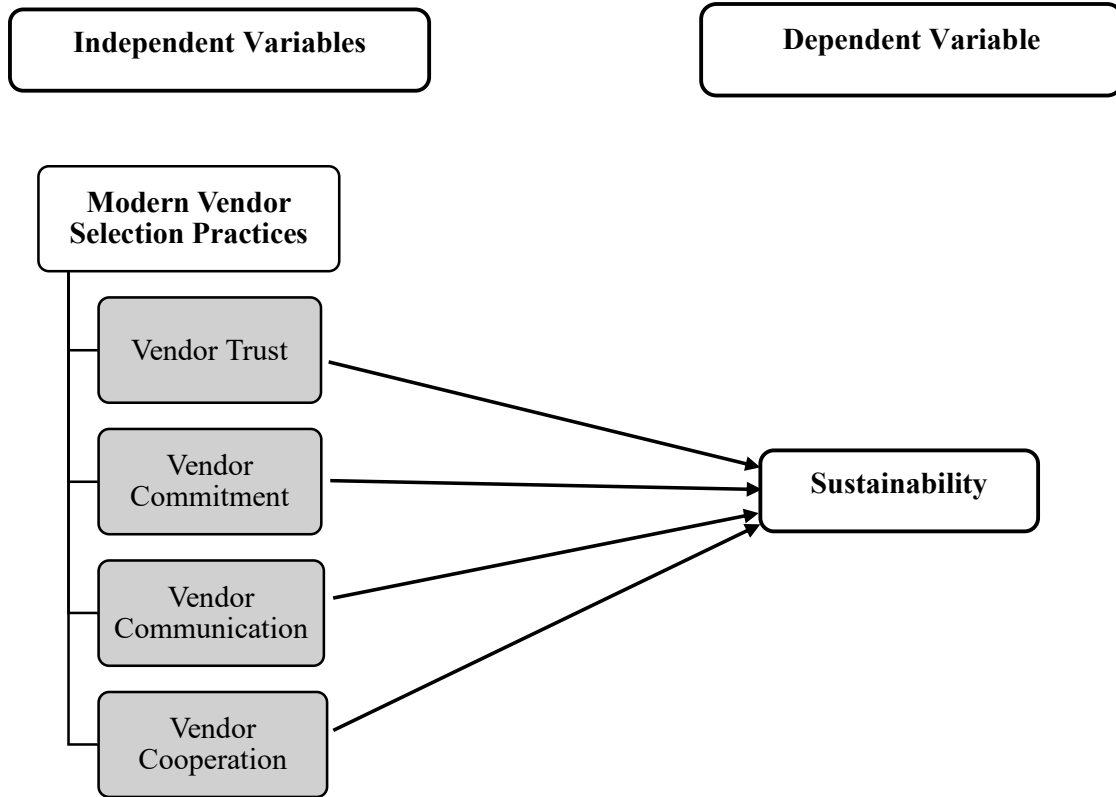 Independent Variables
Dependent Variable
Modern Vendor
Selection Practices
Vendor Trust
Vendor
Commitment
Sustainability
Vendor
Communication
Vendor
Cooperation